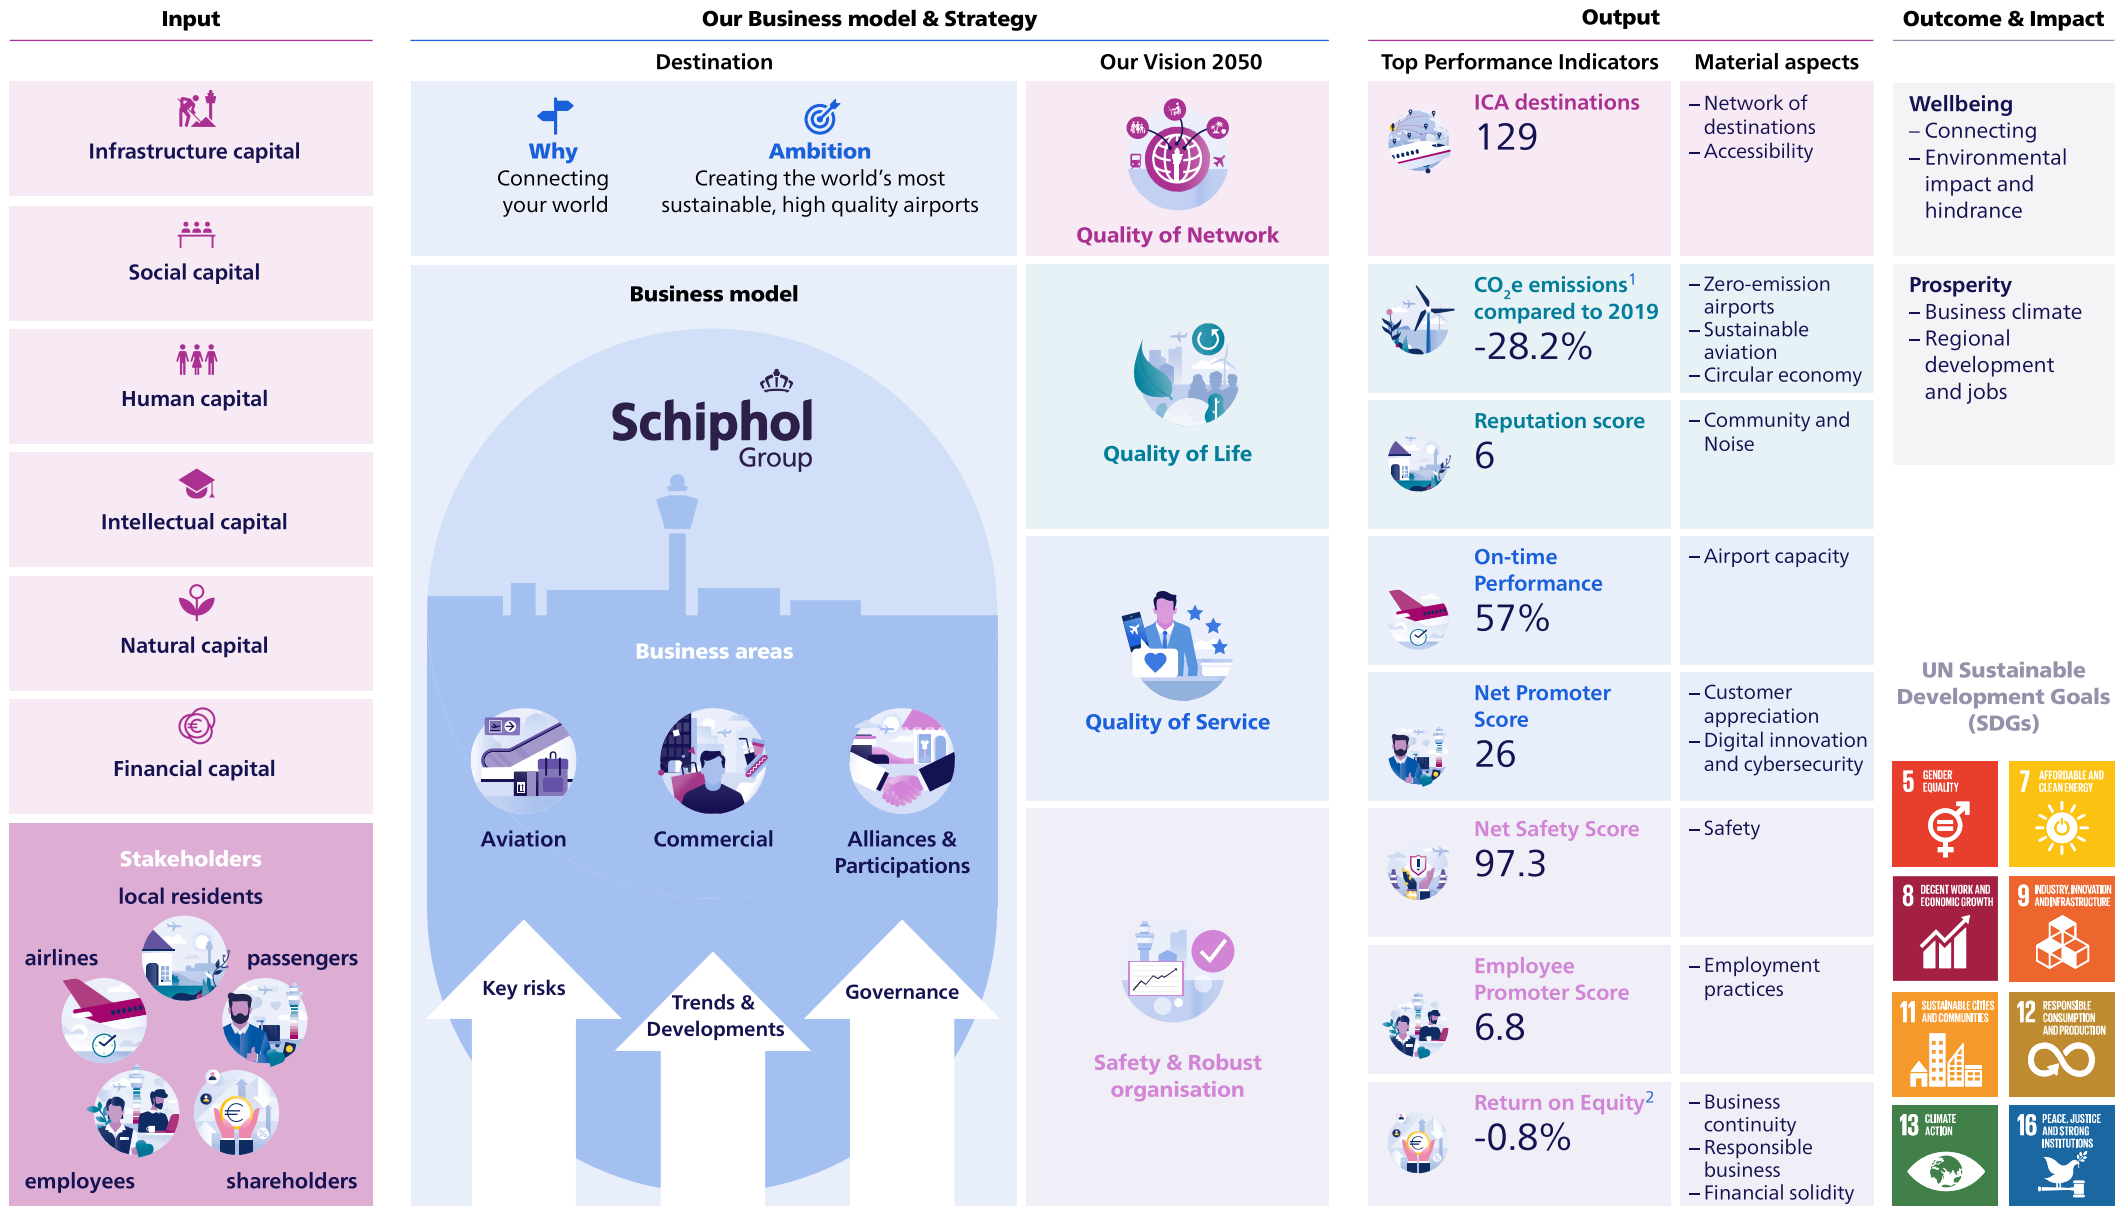 Input
Infrastructure capital
Social capital
Human capital
Intellectual capital
Natural capital
Financial capital
Stakeholders
local residents
airlines
passengers
employees
shareholders
Our Business model & Strategy
Destination
Why
Connecting
your world
Ambition
Creating the world's most
sustainable, high quality airports
Business model
Schiphol
Group
Business areas
Aviation
Commercial
Alliances &
Participations
Key risks
Trends &
Developments
Governance
Our Vision 2050
Quality of Network
Quality of Life
Quality of Service
Safety & Robust
organisation
Output
Top Performance Indicators
Material aspects
ICA destinations
129
– Network of
destinations
– Accessibility
CO2e emissions1
compared to 2019
-28.2%
– Zero-emission
airports
– Sustainable
aviation
– Circular economy
Reputation score
6
– Community and
Noise
On-time
Performance
57%
– Airport capacity
Net Promoter
Score
26
– Customer
appreciation
– Digital innovation
and cybersecurity
Net Safety Score
97.3
– Safety
Employee
Promoter Score
6.8
– Employment
practices
Return on Equity2
-0.8%
– Business
continuity
– Responsible
business
– Financial solidity
Outcome & Impact
Wellbeing
– Connecting
– Environmental
impact and
hindrance
Prosperity
– Business climate
– Regional
development
and jobs
UN Sustainable
Development Goals
(SDGs)
5 GENDER
EQUALITY
7 AFFORDABLE AND
CLEAN ENERGY
8 DECENT WORK AND
ECONOMIC GROWTH
9 INDUSTRY, INNOVATION
AND INFRASTRUCTURE
11 SUSTAINABLE CITIES
AND COMMUNITIES
12 RESPONSIBLE
CONSUMPTION
AND PRODUCTION
13 CLIMATE
ACTION
16 PEACE, JUSTICE
AND STRONG
INSTITUTIONS